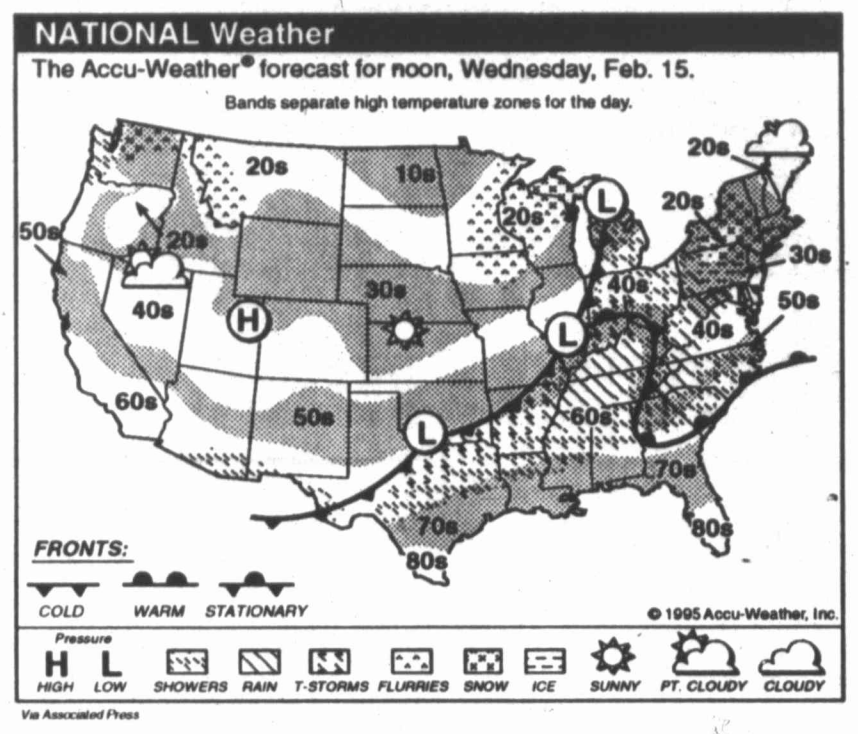 NATIONAL Weather
The Accu-Weather® forecast for noon, Wednesday, Feb. 15.
Bands separate high temperature zones for the day.
20s
20s
10s
20s
L
20s
50s
20s
30s
40s
30s
50s
40s
H
40s
L
60s
60s
50s
L
70s
70s
80s
80s
FRONTS:
COLD WARM STATIONARY
© 1995 Accu-Weather, Inc.
Pressure
H L
HIGH LOW SHOWERS RAIN T-STORMS FLURRIES SNOW ICE SUNNY PT. CLOUDY CLOUDY
Via Associated Press